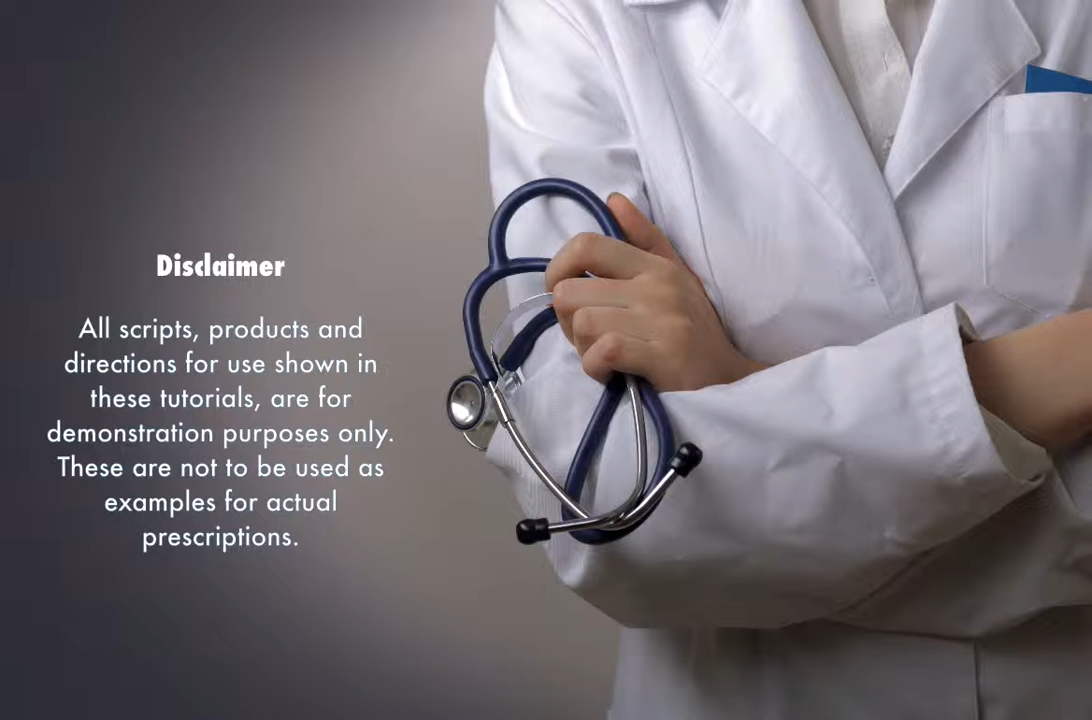 Disclaimer
All scripts, products and
directions for use shown in
these tutorials, are for
demonstration purposes only.
These are not to be used as
examples for actual
prescriptions.